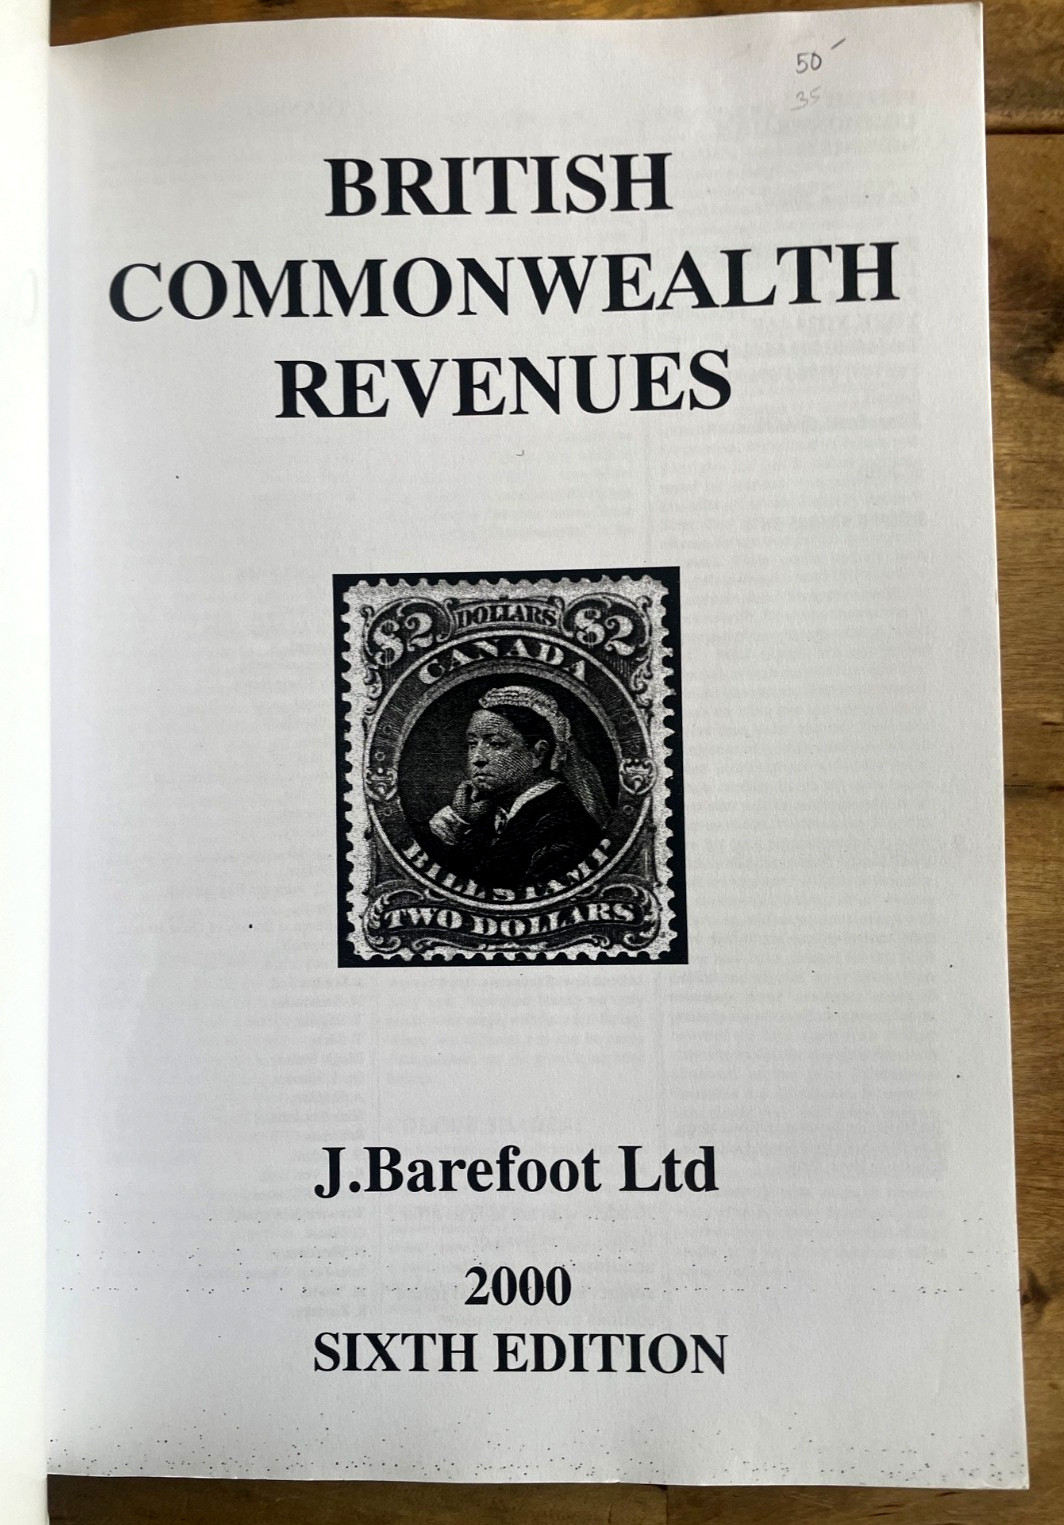 50
35
BRITISH
COMMONWEALTH
REVENUES
$2 DOLLARS $2
CANADA
BILL STAMP
TWO DOLLARS
J.Barefoot Ltd
2000
SIXTH EDITION